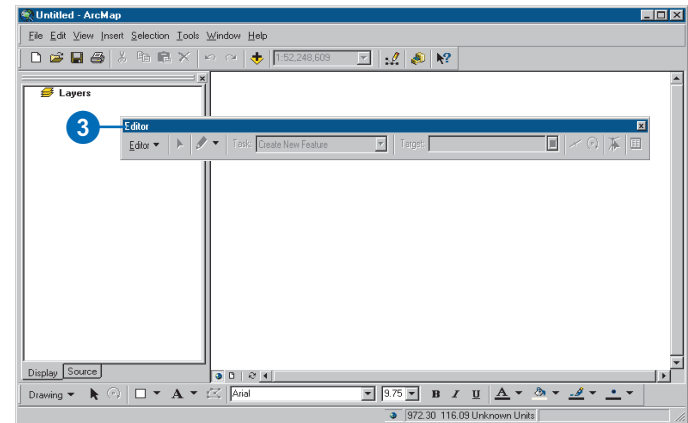 Untitled - ArcMap
File Edit View Insert Selection Tools Window Help
1:52,248,609
Layers
3
Editor
Editor Task: Create New Feature Target:
Display Source
Drawing A Arial 9.75 B I U A
972.30 116.09 Unknown Units